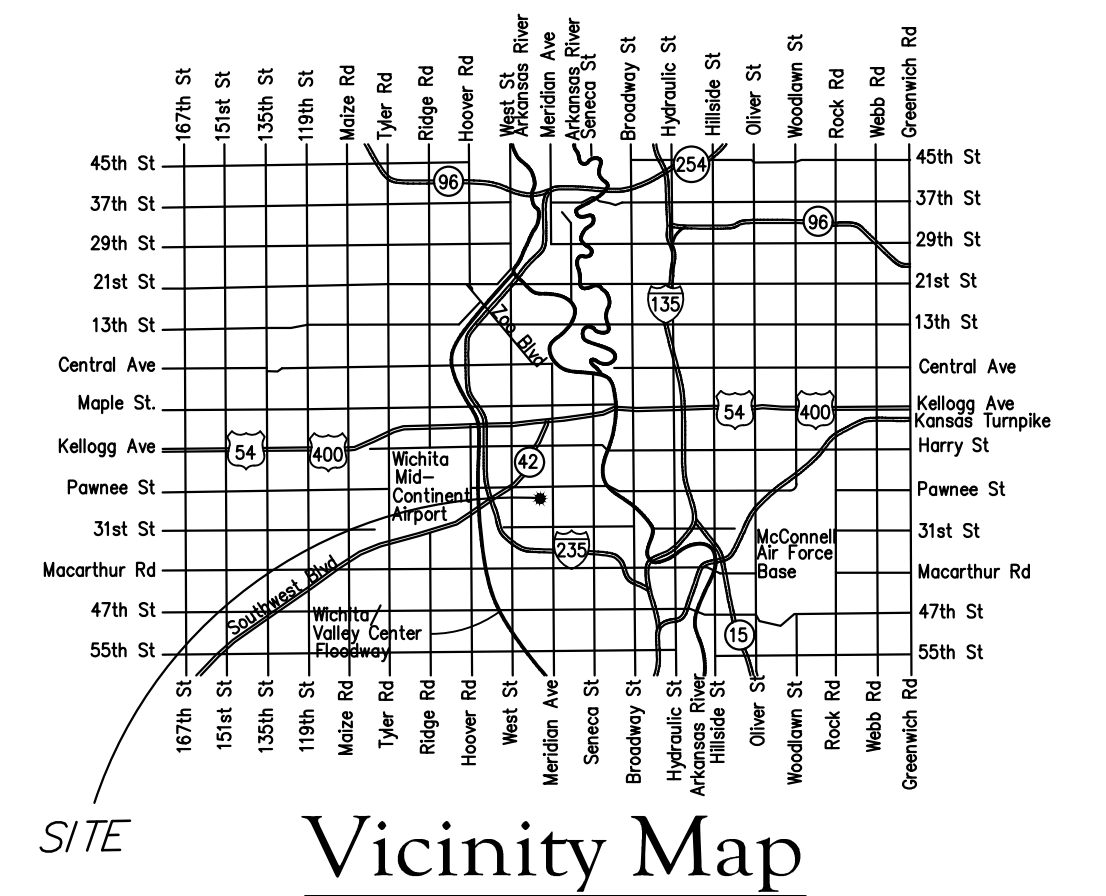 167th St
151st St
135th St
119th St
Maize Rd
Tyler Rd
Ridge Rd
Hoover Rd
West St
Arkansas River
Meridian Ave
Arkansas River
Seneca St
Broadway St
Hydraulic St
Hillside St
Oliver St
Woodlawn St
Rock Rd
Webb Rd
Greenwich Rd
45th St
254
45th St
96
37th St
37th St
96
29th St
29th St
21st St
21st St
135
13th St
Zoo Blvd
13th St
Central Ave
Central Ave
Maple St.
54
400
Kellogg Ave
Kansas Turnpike
Kellogg Ave
54
400
42
Harry St
Wichita
Mid-
Continent
Airport
Pawnee St
Pawnee St
31st St
31st St
235
McConnell
Air Force
Base
Macarthur Rd
Macarthur Rd
Southwest Blvd
47th St
47th St
Wichita
Valley Center
Floodway
15
55th St
55th St
167th St
151st St
135th St
119th St
Maize Rd
Tyler Rd
Ridge Rd
Hoover Rd
West St
Meridian Ave
Seneca St
Broadway St
Hydraulic St
Arkansas River
Hillside St
Oliver St
Woodlawn St
Rock Rd
Webb Rd
Greenwich Rd
SITE
Vicinity Map